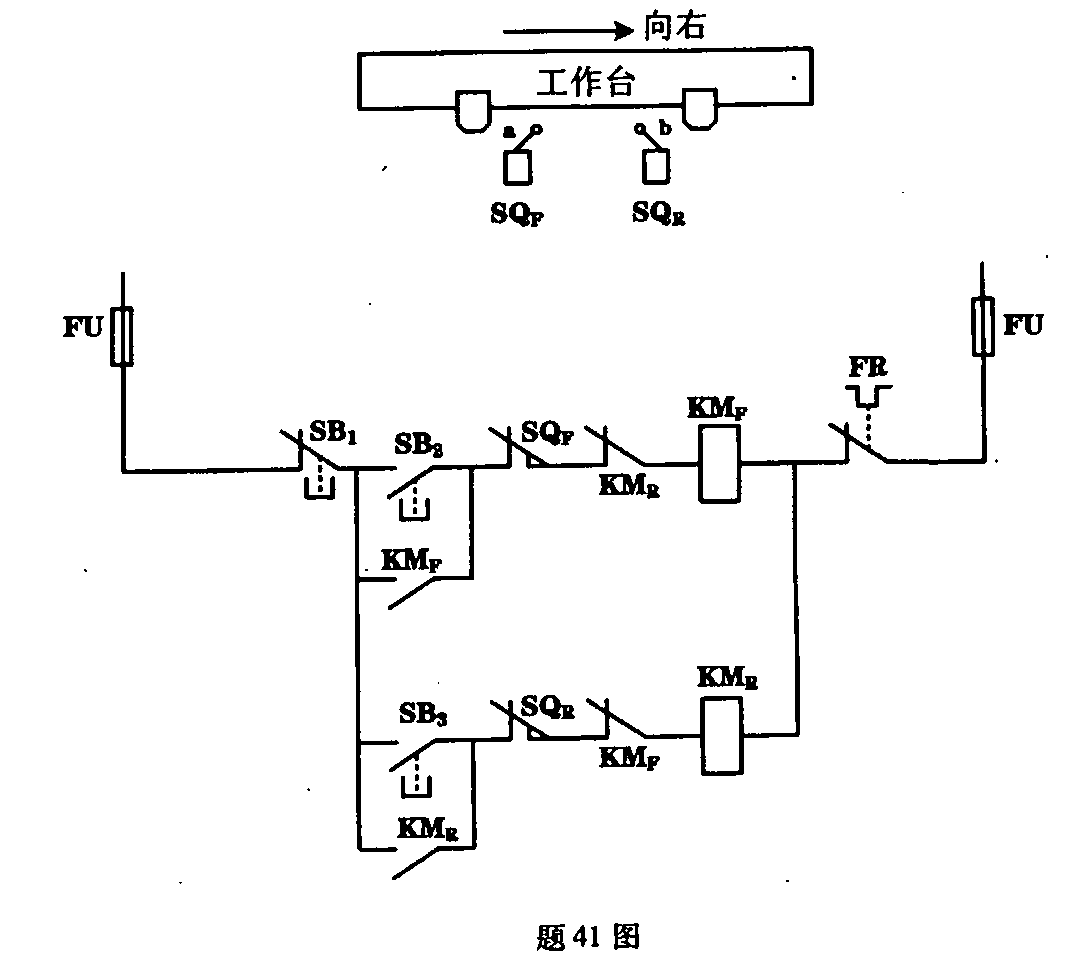 向右
工作台
a b
SQF SQR
FU FU
FR
SB1 SB2 SQF KMR KMF
KMF
SB3 SQR KMF KMR
KMR
题 41 图